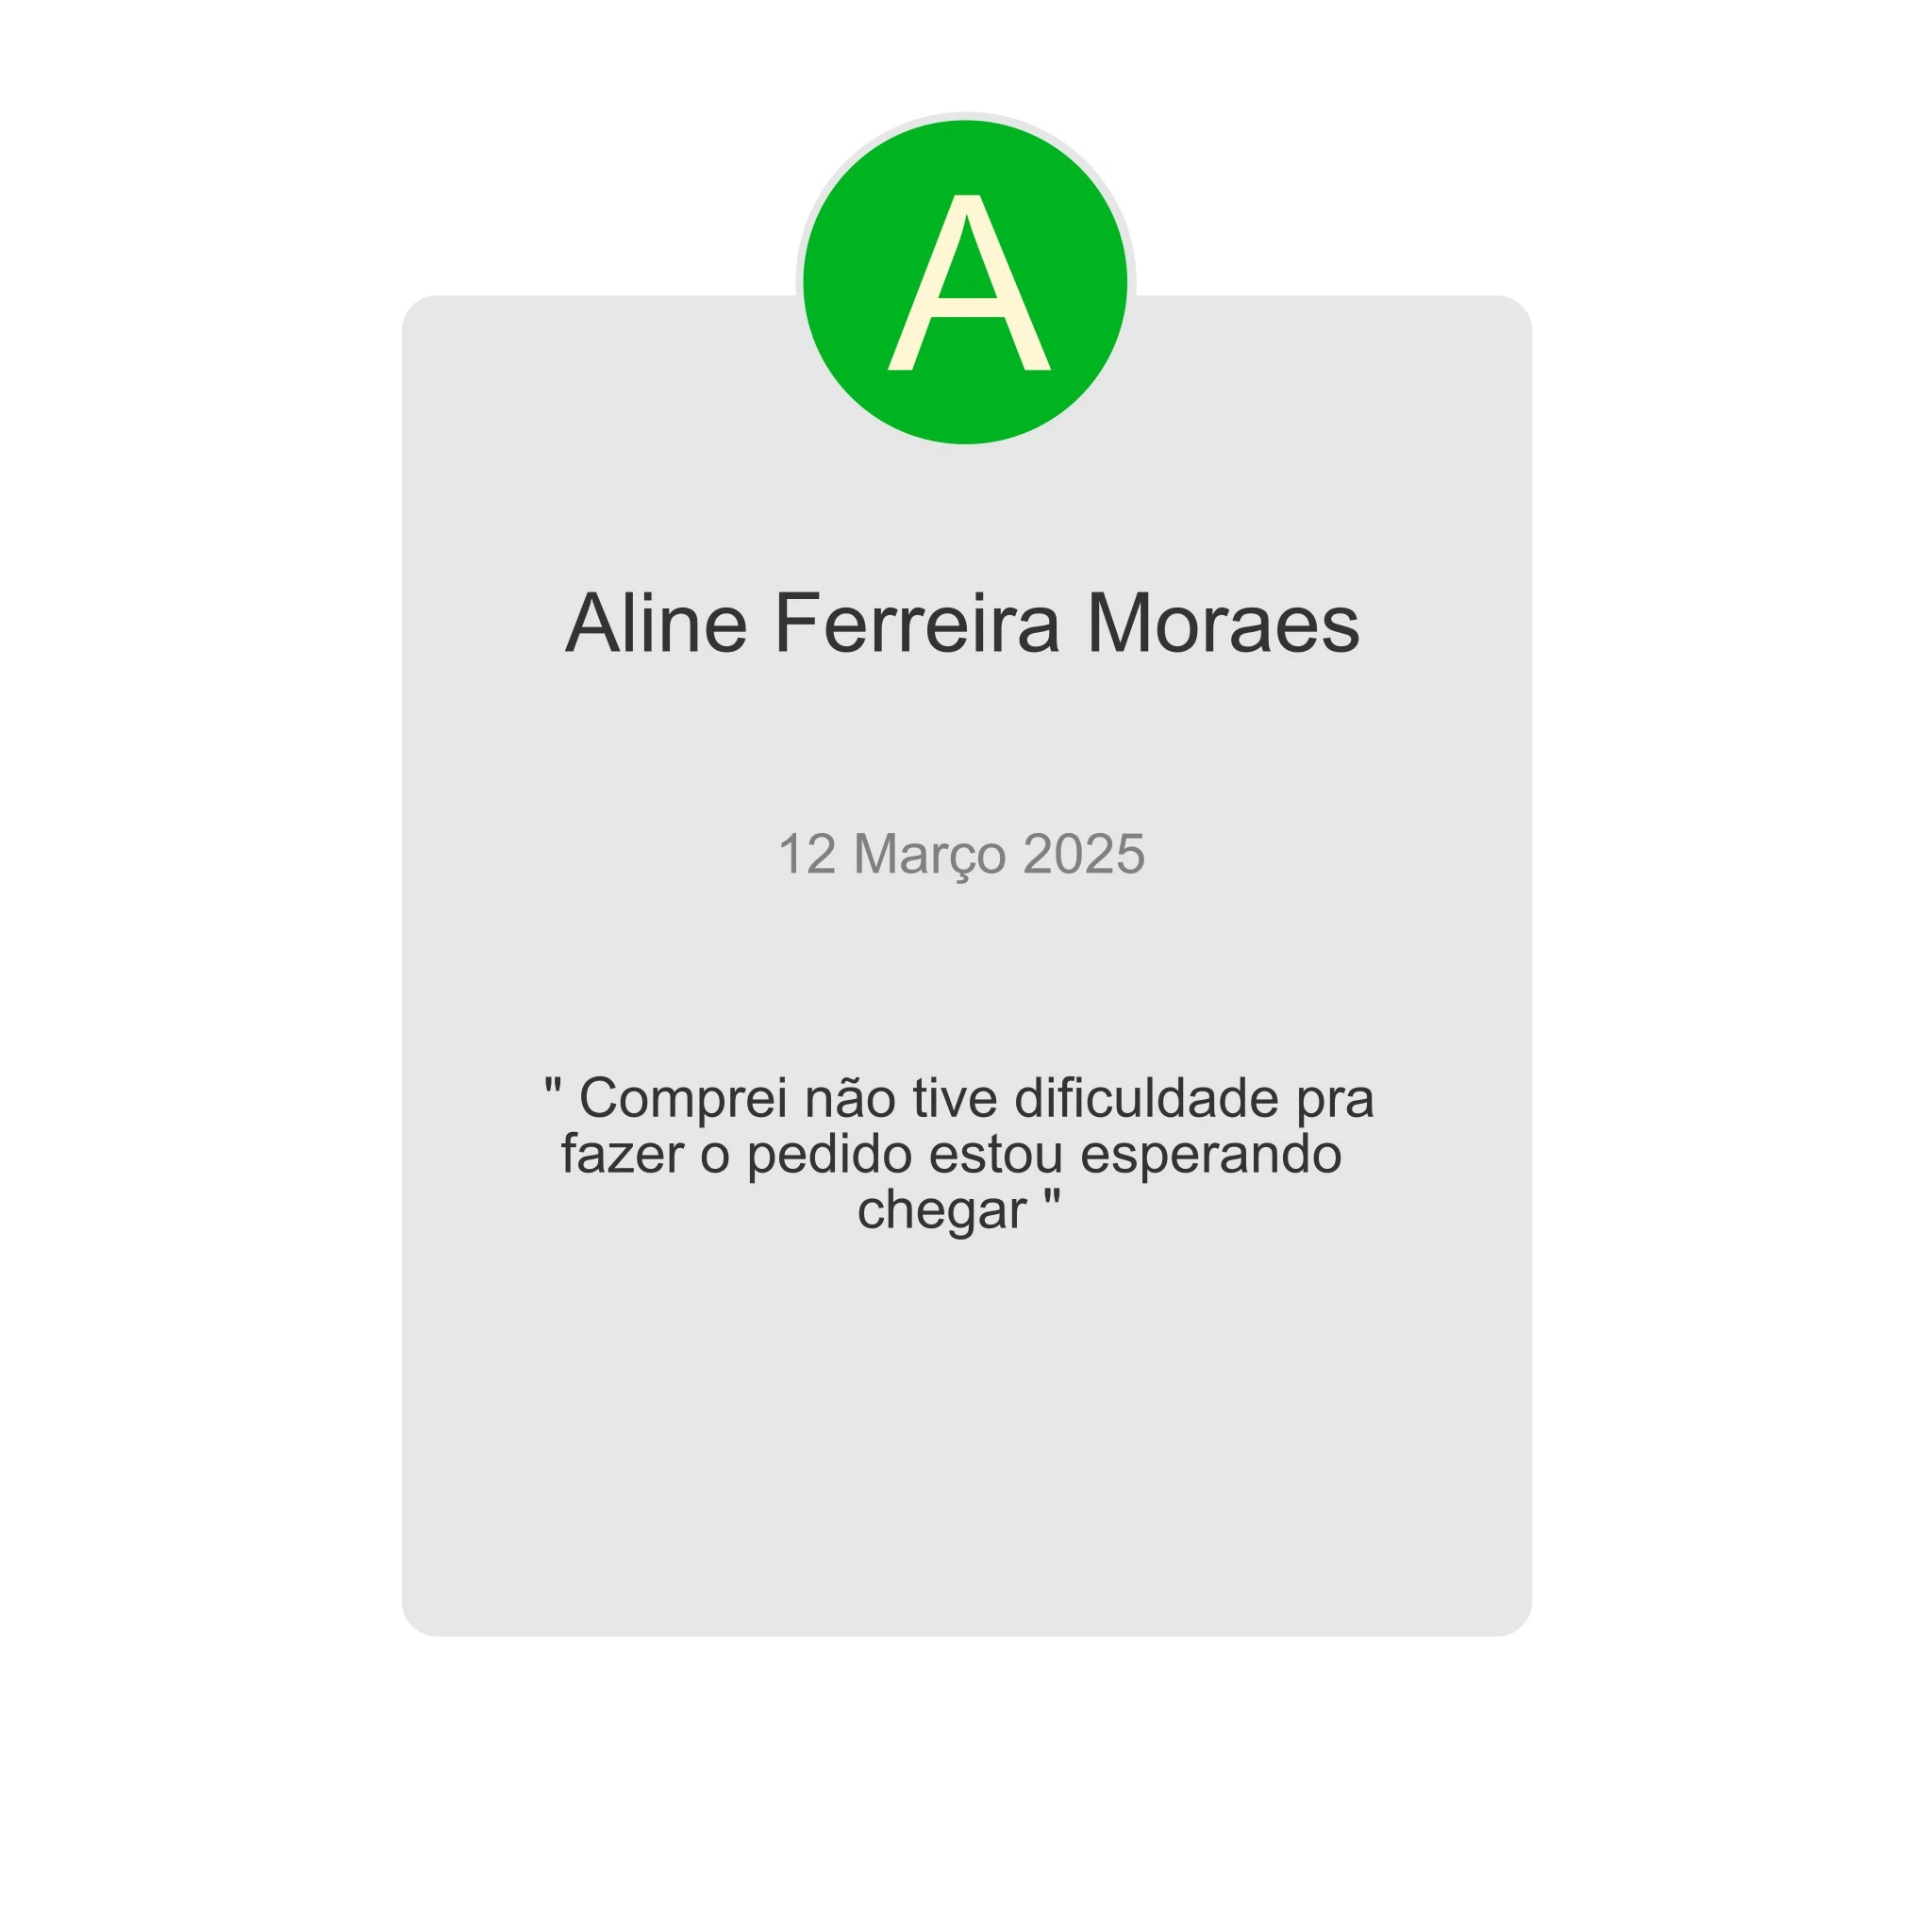 A
Aline Ferreira Moraes
12 Março 2025
" Comprei não tive dificuldade pra
fazer o pedido estou esperando
chegar "